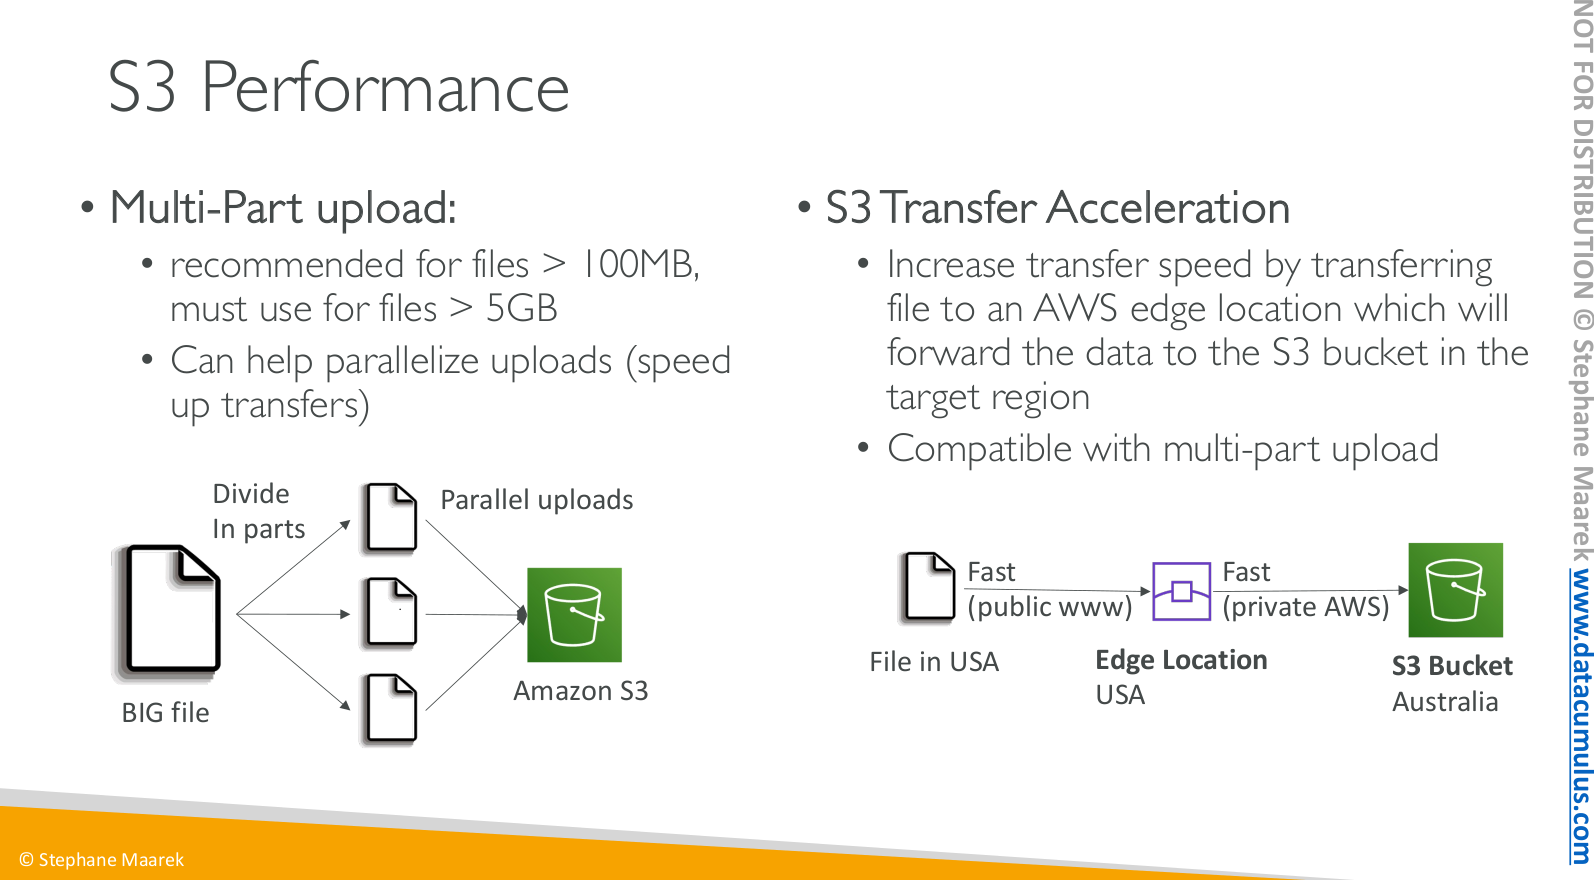 S3 Performance
• Multi-Part upload:
• recommended for files > 100MB,
must use for files > 5GB
• Can help parallelize uploads (speed
up transfers)
Divide
In parts
Parallel uploads
BIG file
Amazon S3
• S3 Transfer Acceleration
• Increase transfer speed by transferring
file to an AWS edge location which will
forward the data to the S3 bucket in the
target region
• Compatible with multi-part upload
Fast
(public www)
Fast
(private AWS)
File in USA
Edge Location
USA
S3 Bucket
Australia
© Stephane Maarek
NOT FOR DISTRIBUTION © Stephane Maarek www.datacumulus.com